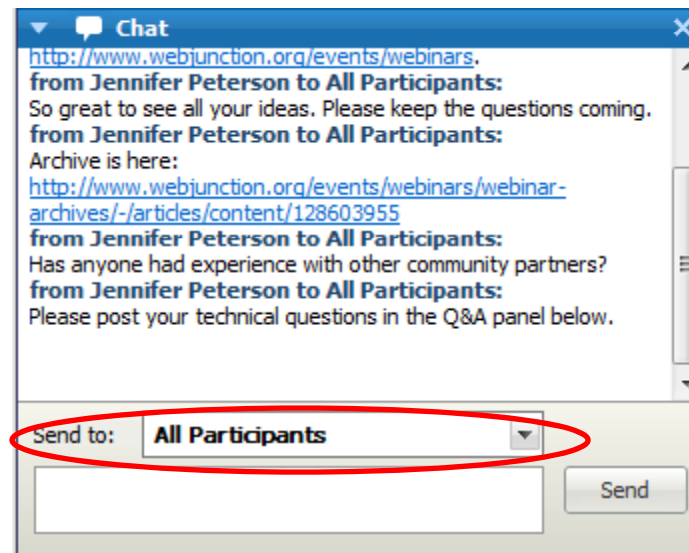 Chat
http://www.webjunction.org/events/webinars.
from Jennifer Peterson to All Participants:
So great to see all your ideas. Please keep the questions coming.
from Jennifer Peterson to All Participants:
Archive is here:
http://www.webjunction.org/events/webinars/webinar-
archives/-/articles/content/128603955
from Jennifer Peterson to All Participants:
Has anyone had experience with other community partners?
from Jennifer Peterson to All Participants:
Please post your technical questions in the Q&A panel below.
Send to: All Participants
Send